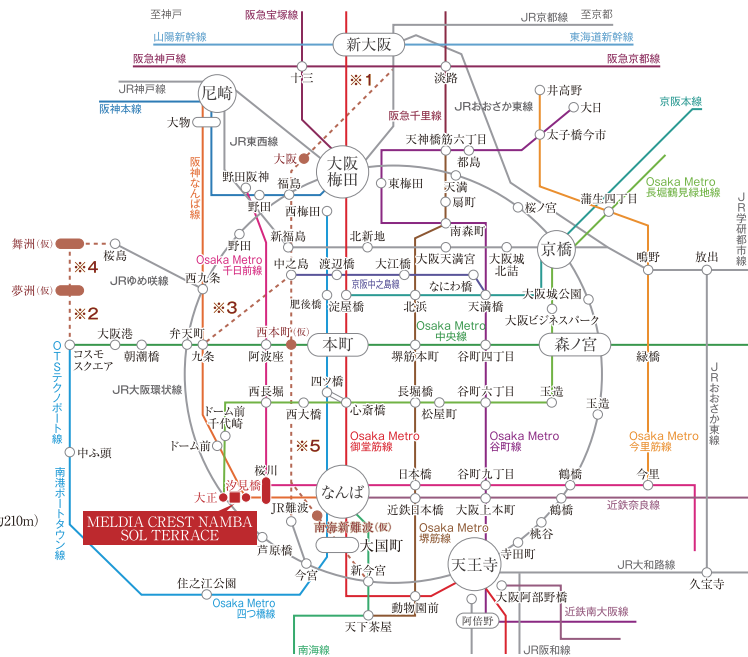 至神戸
阪急宝塚線
JR京都線
至京都
山陽新幹線
新大阪
東海道新幹線
阪急神戸線
阪急京都線
十三
※1
淡路
JR神戸線
尼崎
井高野
京阪本線
阪神本線
JRおおさか東線
大日
大物
阪急千里線
太子橋今市
JR東西線
天神橋筋六丁目
大阪
大阪
梅田
都島
阪神なんば線
野田阪神
福島
東梅田
天満
Osaka Metro
長堀鶴見緑地線
扇町
蒲生四丁目
JR学研都市線
野田
西梅田
桜ノ宮
南森町
野田
新福島
北新地
舞洲(仮)
桜島
大阪天満宮
大阪城
北詰
京橋
鴫野
放出
※4
Osaka Metro
千日前線
中之島
渡辺橋
大江橋
JRゆめ咲線
西九条
京阪中之島線
なにわ橋
夢洲(仮)
肥後橋
淀屋橋
北浜
天満橋
大阪城公園
※2
※3
大阪ビジネスパーク
大阪港
弁天町
西本町(仮)
Osaka Metro
中央線
コスモ
スクエア
朝潮橋
九条
阿波座
本町
堺筋本町
谷町四丁目
森ノ宮
緑橋
OTSテクノポート線
JR大阪環状線
西長堀
四ツ橋
長堀橋
谷町六丁目
玉造
玉造
JRおおさか東線
ドーム前
千代崎
西大橋
心斎橋
松屋町
ドーム前
※5
Osaka Metro
御堂筋線
Osaka Metro
谷町線
Osaka Metro
今里筋線
中ふ頭
桜川
日本橋
谷町九丁目
鶴橋
今里
南港ポートタウン線
汐見橋
なんば
大正
JR難波
近鉄日本橋
大阪上本町
鶴橋
近鉄奈良線
約210m)
MELDIA CREST NAMBA
SOL TERRACE
南海新難波(仮)
Osaka Metro
堺筋線
桃谷
芦原橋
大国町
寺田町
今宮
新今宮
天王寺
JR大和路線
住之江公園
久宝寺
Osaka Metro
四つ橋線
動物園前
大阪阿部野橋
天下茶屋
阿倍野
近鉄南大阪線
南海線
JR阪和線